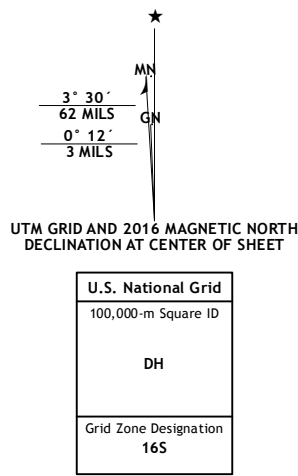 ★
MN
3° 30´
62 MILS
GN
0° 12´
3 MILS
UTM GRID AND 2016 MAGNETIC NORTH
DECLINATION AT CENTER OF SHEET
U.S. National Grid
100,000-m Square ID
DH
Grid Zone Designation
16S